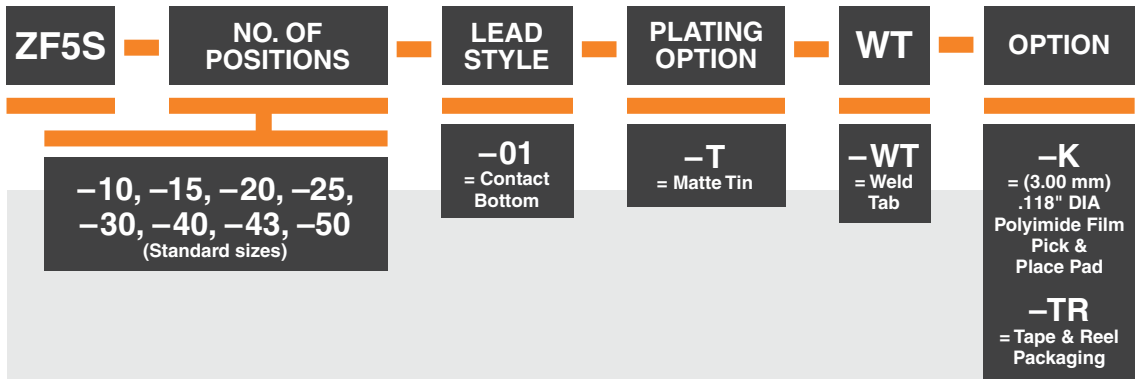 ZF5S
NO. OF
POSITIONS
LEAD
STYLE
PLATING
OPTION
WT
OPTION
–10, –15, –20, –25,
–30, –40, –43, –50
(Standard sizes)
–01
= Contact
Bottom
–T
= Matte Tin
–WT
= Weld
Tab
–K
= (3.00 mm)
.118" DIA
Polyimide Film
Pick &
Place Pad
–TR
= Tape & Reel
Packaging